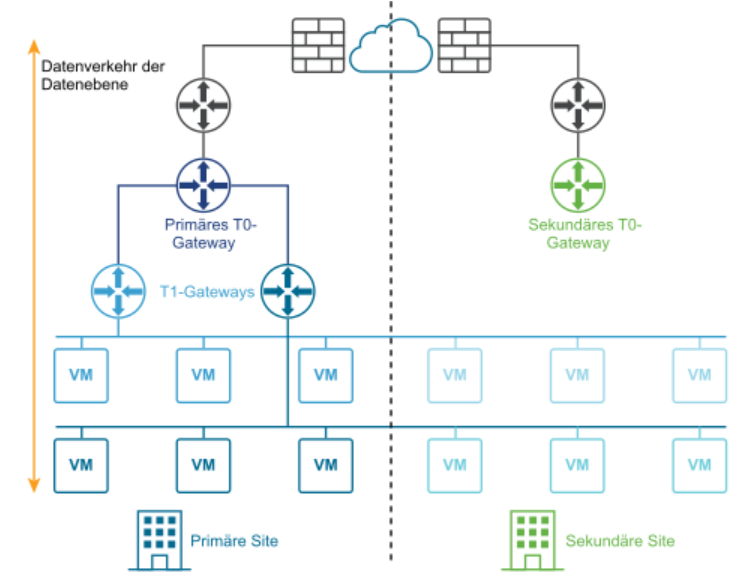 Datenverkehr der
Datenebene
Primäres T0-
Gateway
Sekundäres T0-
Gateway
T1-Gateways
VM VM VM VM VM VM
VM VM VM VM VM VM
Primäre Site
Sekundäre Site